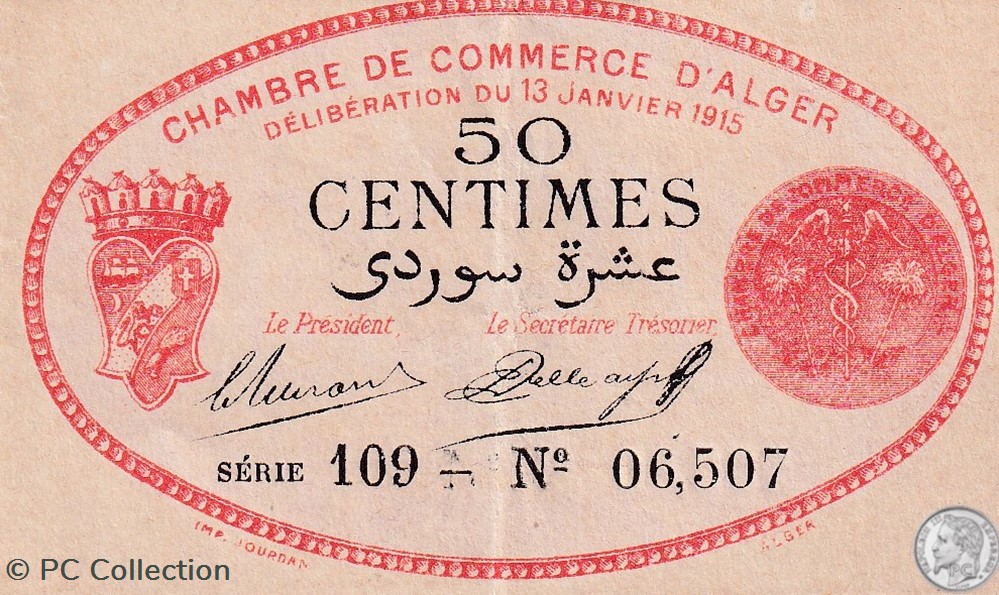 CHAMBRE DE COMMERCE D'ALGER
DÉLIBÉRATION DU 13 JANVIER 1915
50
CENTIMES
عشرة سوردى
Le Président, Le Secrétaire Trésorier,
SÉRIE 109 — Nº 06,507
IMP. JOURDAN ALGER
© PC Collection